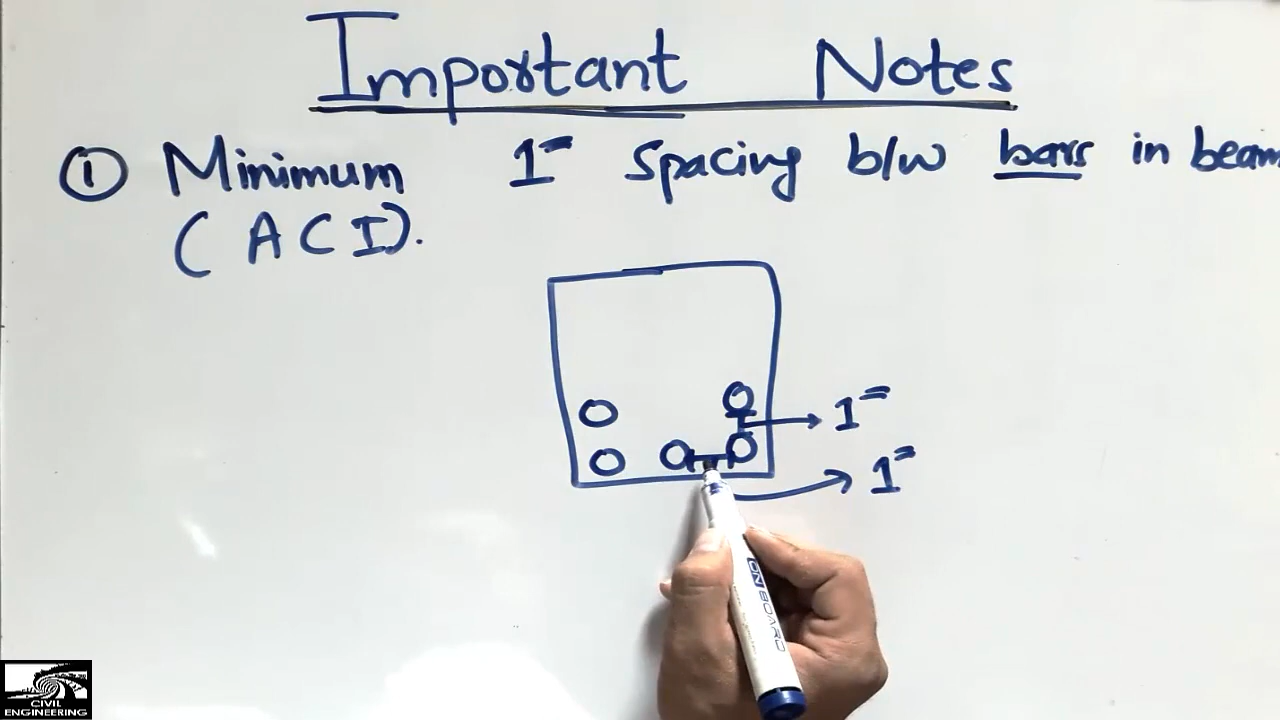 Important Notes
① Minimum 1" spacing b/w bars in beam
(ACI).
1"
1"
ON BOARD
CIVIL
ENGINEERING